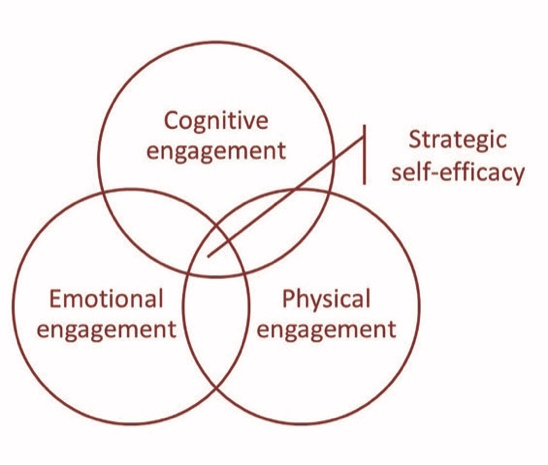 Cognitive
engagement
Strategic
self-efficacy
Emotional
engagement
Physical
engagement